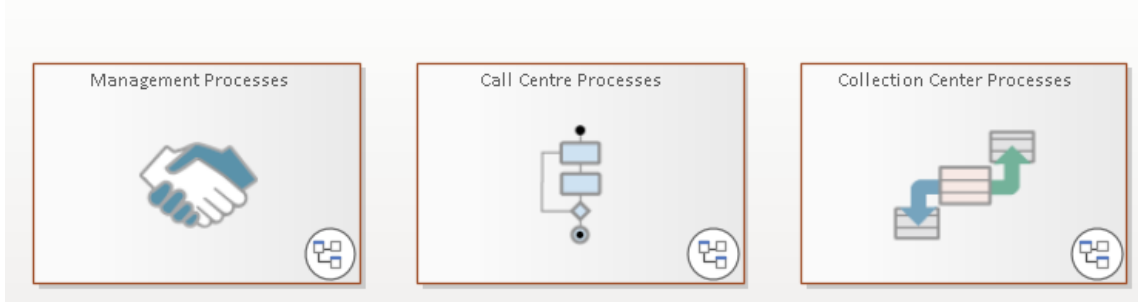 Management Processes
Call Centre Processes
Collection Center Processes